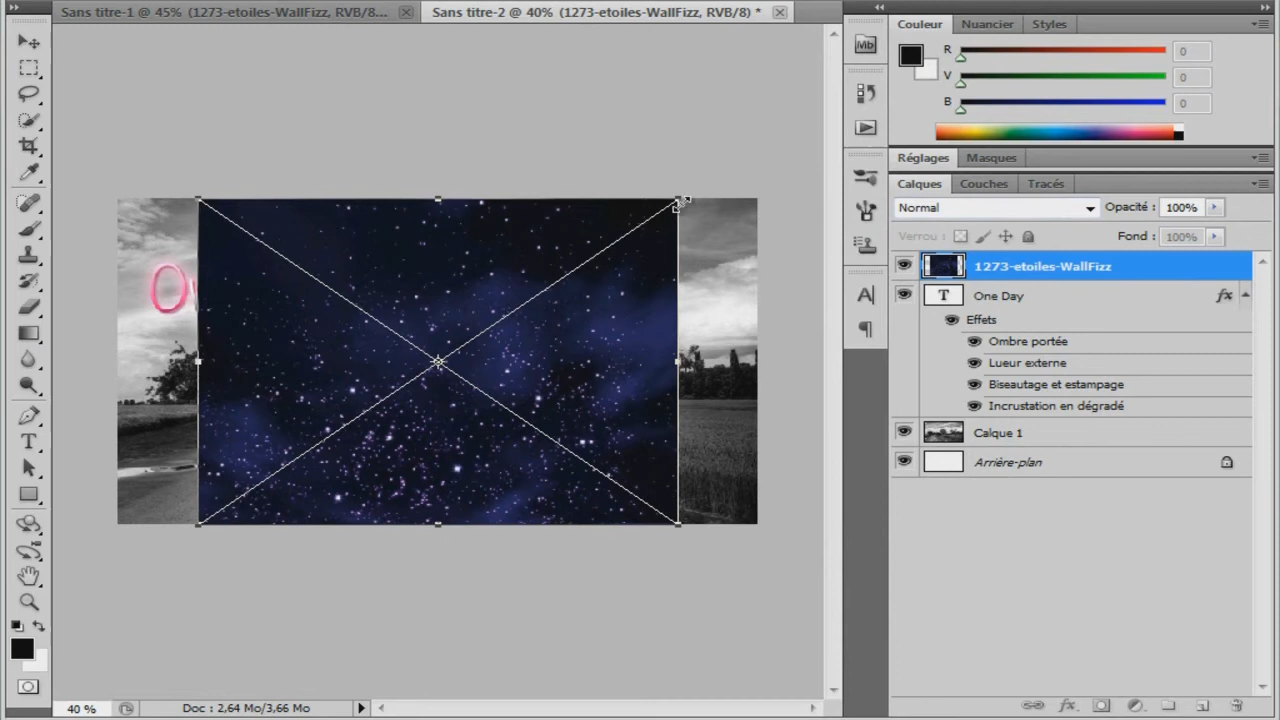 Sans titre-1 @ 45% (1273-etoiles-WallFizz, RVB/8...
Sans titre-2 @ 40% (1273-etoiles-WallFizz, RVB/8) *
Mb
Couleur
Nuancier
Styles
R
0
V
0
B
0
Réglages
Masques
Calques
Couches
Tracés
Normal
Opacité :
100%
Verrou :
Fond :
100%
1273-etoiles-WallFizz
T
One Day
fx
Effets
Ombre portée
Lueur externe
Biseautage et estampage
Incrustation en dégradé
Calque 1
Arrière-plan
O
A
T
40 %
Doc : 2,64 Mo/3,66 Mo
fx